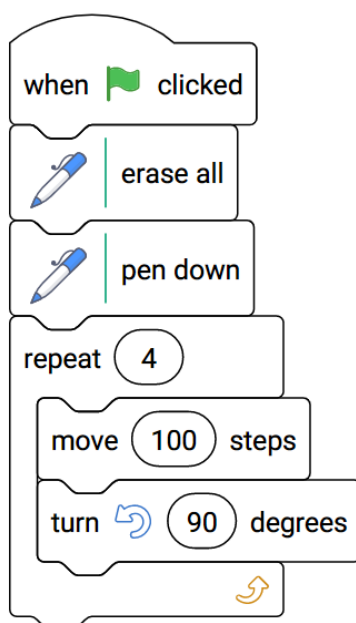 when clicked
erase all
pen down
repeat 4
move 100 steps
turn 90 degrees